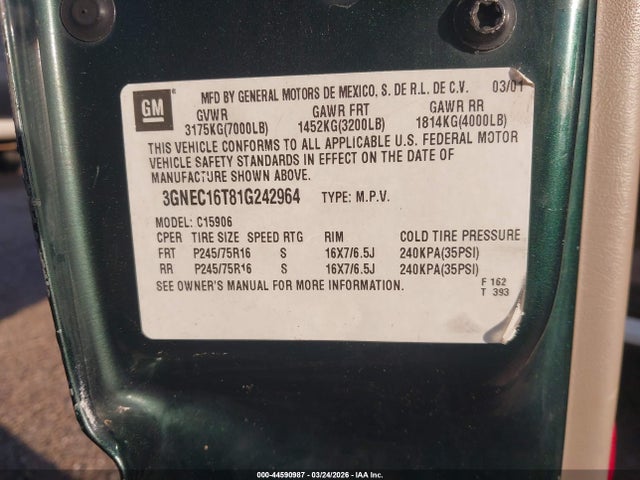 GM
MFD BY GENERAL MOTORS DE MEXICO, S. DE R.L. DE C.V. 03/01
GVWR GAWR FRT GAWR RR
3175KG(7000LB) 1452KG(3200LB) 1814KG(4000LB)
THIS VEHICLE CONFORMS TO ALL APPLICABLE U.S. FEDERAL MOTOR
VEHICLE SAFETY STANDARDS IN EFFECT ON THE DATE OF
MANUFACTURE SHOWN ABOVE.
3GNEC16T81G242964 TYPE: M.P.V.
MODEL: C15906
CPER TIRE SIZE SPEED RTG RIM COLD TIRE PRESSURE
FRT P245/75R16 S 16X7/6.5J 240KPA(35PSI)
RR P245/75R16 S 16X7/6.5J 240KPA(35PSI)
SEE OWNER'S MANUAL FOR MORE INFORMATION. F 162
T 393
000-44590987 - 03/24/2026 - IAA Inc.